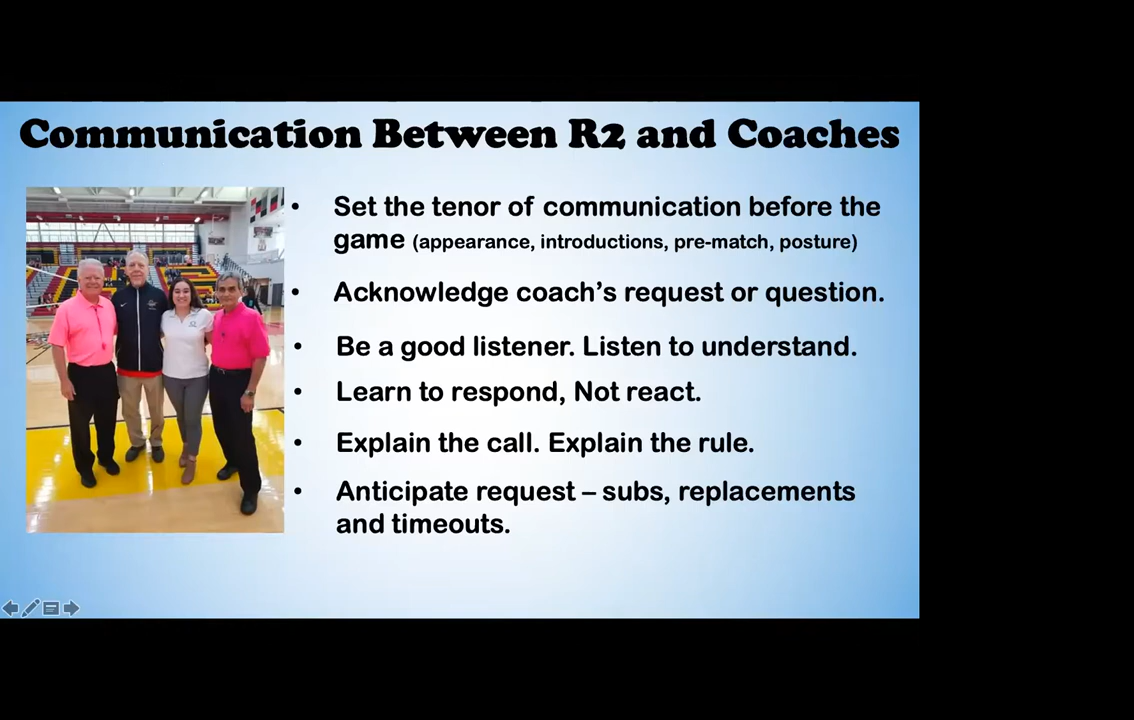 Communication Between R2 and Coaches
• Set the tenor of communication before the
game (appearance, introductions, pre-match, posture)
• Acknowledge coach’s request or question.
• Be a good listener. Listen to understand.
• Learn to respond, Not react.
• Explain the call. Explain the rule.
• Anticipate request – subs, replacements
and timeouts.